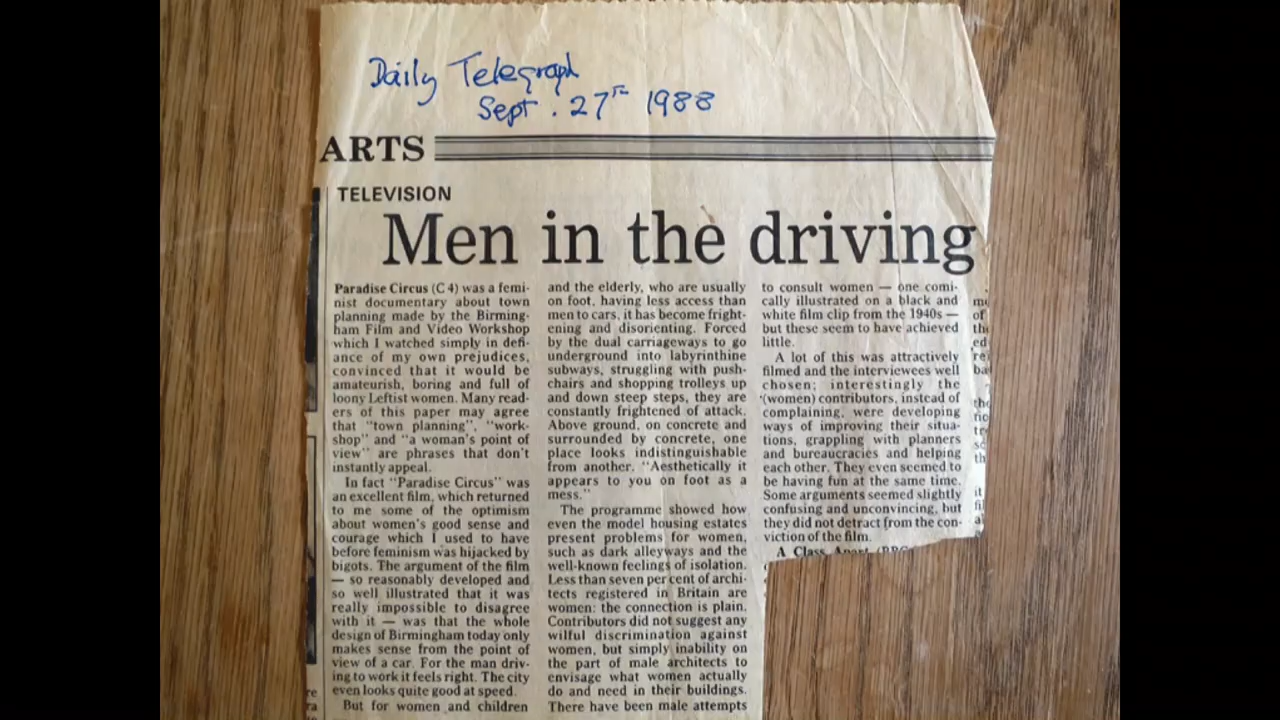 Daily Telegraph
Sept. 27TH 1988
ARTS
TELEVISION
Men in the driving
Paradise Circus (C4) was a femi-
nist documentary about town
planning made by the Birming-
ham Film and Video Workshop
which I watched simply in defi-
ance of my own prejudices,
convinced that it would be
amateurish, boring and full of
loony Leftist women. Many read-
ers of this paper may agree
that "town planning", "work-
shop" and "a woman's point of
view" are phrases that don't
instantly appeal.
In fact "Paradise Circus" was
an excellent film, which returned
to me some of the optimism
about women's good sense and
courage which I used to have
before feminism was hijacked by
bigots. The argument of the film
— so reasonably developed and
so well illustrated that it was
really impossible to disagree
with it — was that the whole
design of Birmingham today only
makes sense from the point of
view of a car. For the man driv-
ing to work it feels right. The city
even looks quite good at speed.
But for women and children
and the elderly, who are usually
on foot, having less access than
men to cars, it has become fright-
ening and disorienting. Forced
by the dual carriageways to go
underground into labyrinthine
subways, struggling with push-
chairs and shopping trolleys up
and down steep steps, they are
constantly frightened of attack.
Above ground, on concrete and
surrounded by concrete, one
place looks indistinguishable
from another. "Aesthetically it
appears to you on foot as a
mess."
The programme showed how
even the model housing estates
present problems for women,
such as dark alleyways and the
well-known feelings of isolation.
Less than seven per cent of archi-
tects registered in Britain are
women: the connection is plain.
Contributors did not suggest any
wilful discrimination against
women, but simply inability on
the part of male architects to
envisage what women actually
do and need in their buildings.
There have been male attempts
to consult women — one comi-
cally illustrated on a black and
white film clip from the 1940s —
but these seem to have achieved
little.
A lot of this was attractively
filmed and the interviewees well
chosen; interestingly the
(women) contributors, instead of
complaining, were developing
ways of improving their situa-
tions, grappling with planners
and bureaucracies and helping
each other. They even seemed to
be having fun at the same time.
Some arguments seemed slightly
confusing and unconvincing, but
they did not detract from the con-
viction of the film.
A Class Apart (BBC